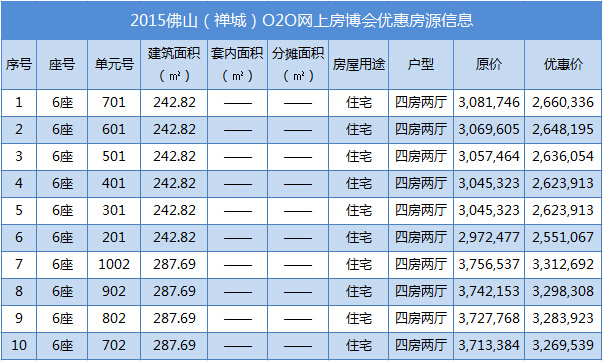 2015佛山（禅城）O2O网上房博会优惠房源信息
序号 座号 单元号 建筑面积（㎡） 套内面积（㎡） 分摊面积（㎡） 房屋用途 户型 原价 优惠价
1 6座 701 242.82 —— —— 住宅 四房两厅 3,081,746 2,660,336
2 6座 601 242.82 —— —— 住宅 四房两厅 3,069,605 2,648,195
3 6座 501 242.82 —— —— 住宅 四房两厅 3,057,464 2,636,054
4 6座 401 242.82 —— —— 住宅 四房两厅 3,045,323 2,623,913
5 6座 301 242.82 —— —— 住宅 四房两厅 3,045,323 2,623,913
6 6座 201 242.82 —— —— 住宅 四房两厅 2,972,477 2,551,067
7 6座 1002 287.69 —— —— 住宅 四房两厅 3,756,537 3,312,692
8 6座 902 287.69 —— —— 住宅 四房两厅 3,742,153 3,298,308
9 6座 802 287.69 —— —— 住宅 四房两厅 3,727,768 3,283,923
10 6座 702 287.69 —— —— 住宅 四房两厅 3,713,384 3,269,539